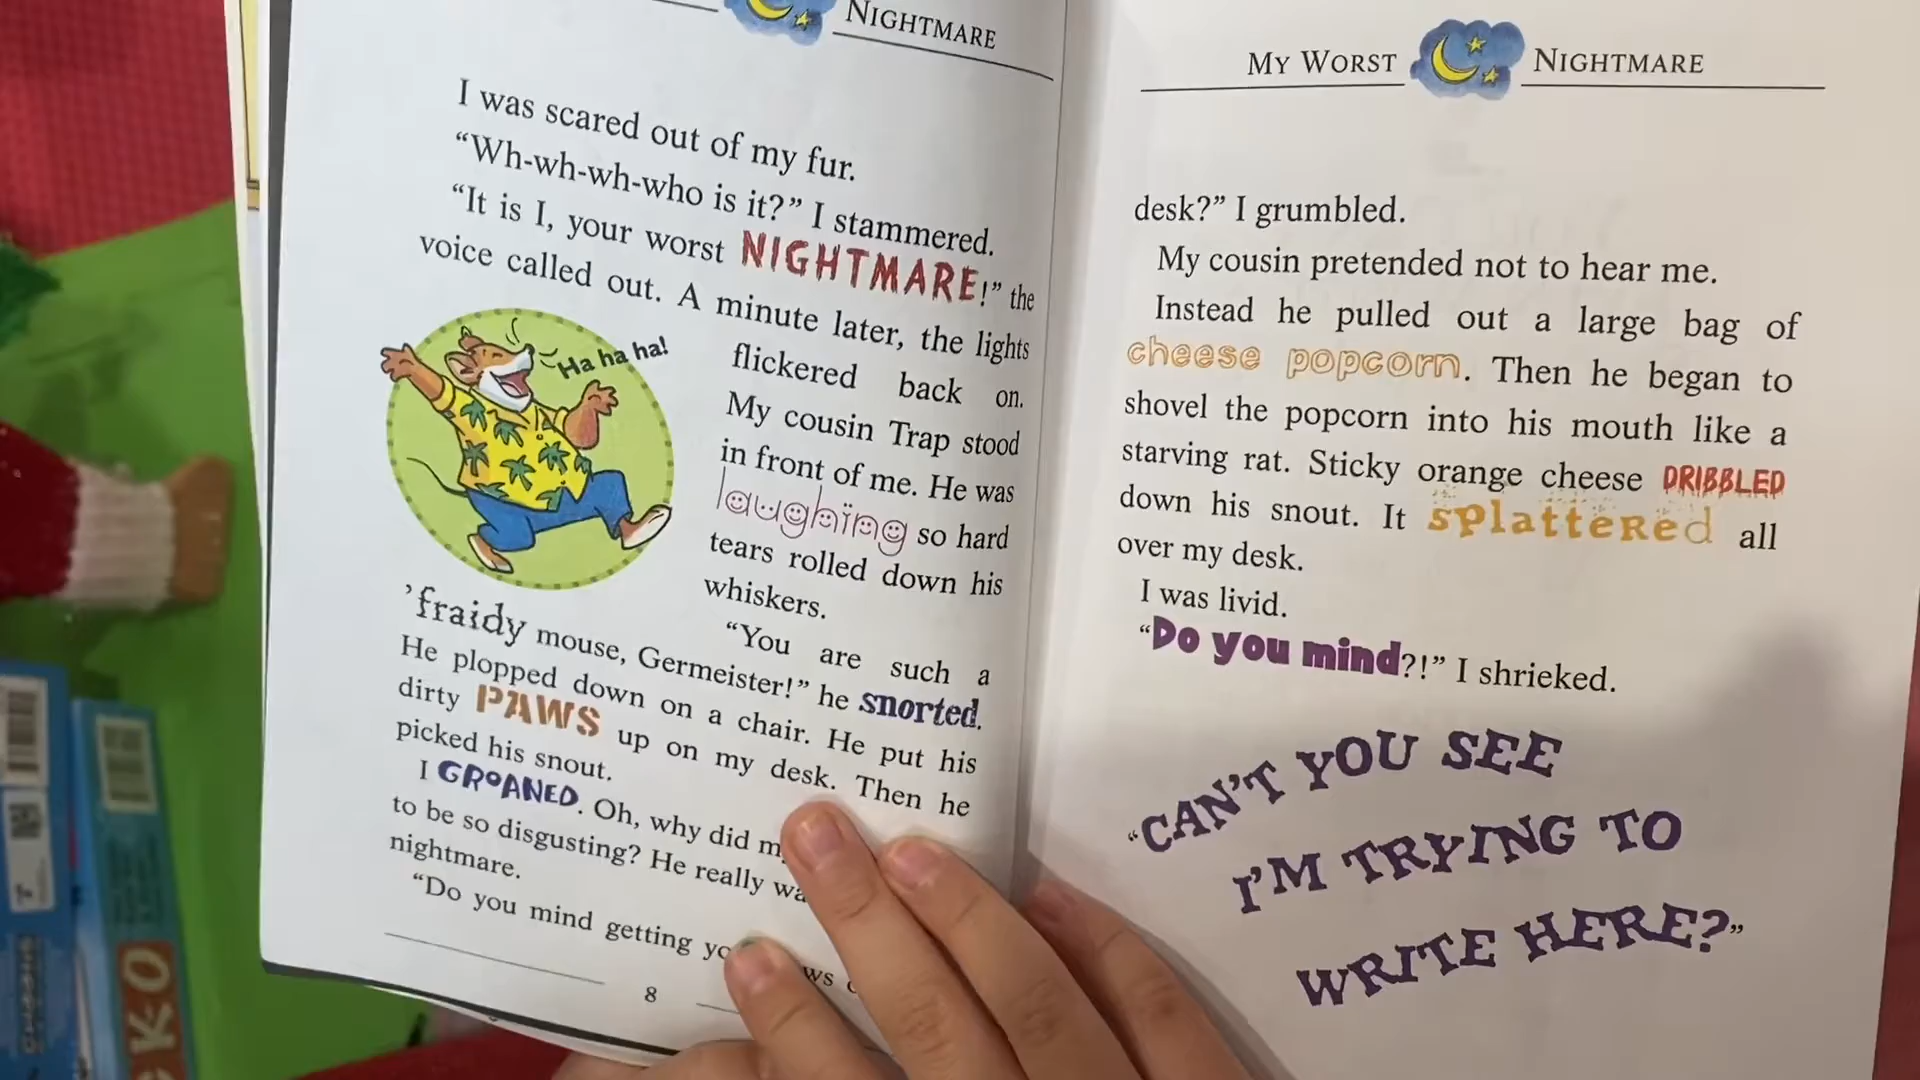 NIGHTMARE
I was scared out of my fur.
“Wh-wh-wh-who is it?” I stammered.
“It is I, your worst NIGHTMARE!” the
voice called out. A minute later, the lights
flickered back on.
My cousin Trap stood
in front of me. He was
laughing so hard
tears rolled down his
whiskers.
“You are such a
’fraidy mouse, Germeister!” he snorted.
He plopped down on a chair. He put his
dirty PAWS up on my desk. Then he
picked his snout.
I GROANED. Oh, why did
to be so disgusting? He really
nightmare.
“Do you mind getting
8
Ha ha ha!
MY WORST NIGHTMARE
desk?” I grumbled.
My cousin pretended not to hear me.
Instead he pulled out a large bag of
cheese popcorn. Then he began to
shovel the popcorn into his mouth like a
starving rat. Sticky orange cheese DRIBBLED
down his snout. It splatteRed all
over my desk.
I was livid.
“Do you mind?!” I shrieked.
“CAN’T YOU SEE
I’M TRYING TO
WRITE HERE?”